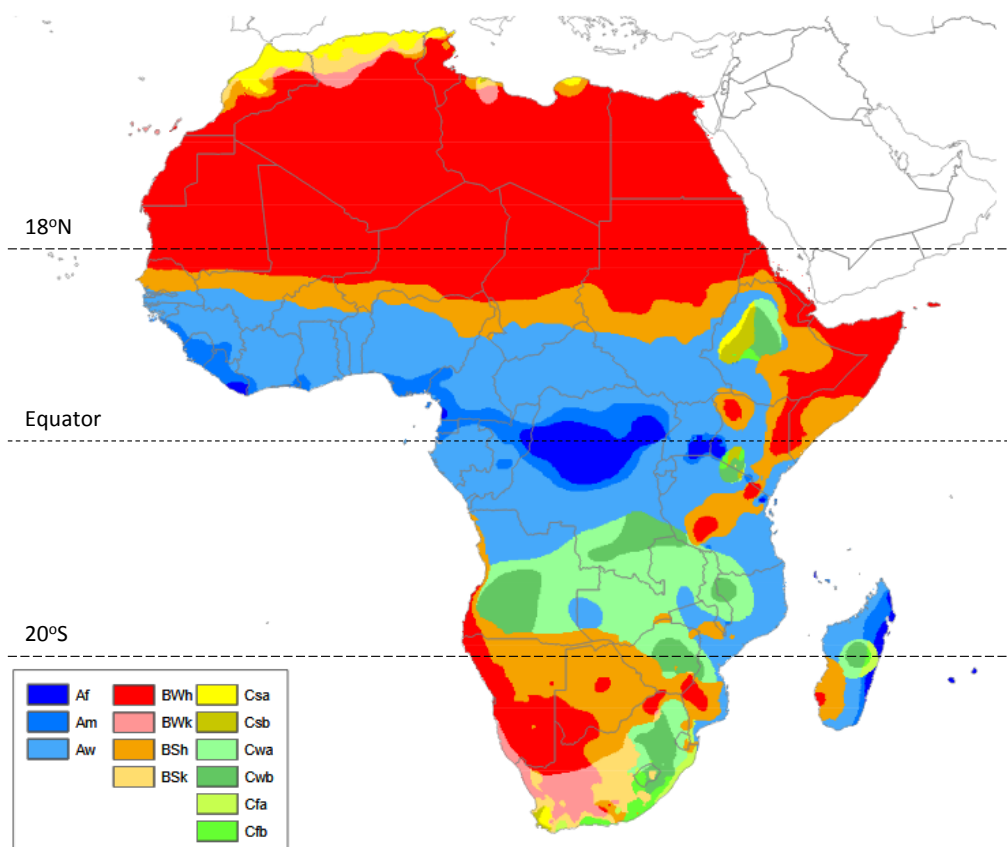 18ºN
Equator
20ºS
Af BWh Csa
Am BWk Csb
Aw BSh Cwa
BSk Cwb
Cfa
Cfb